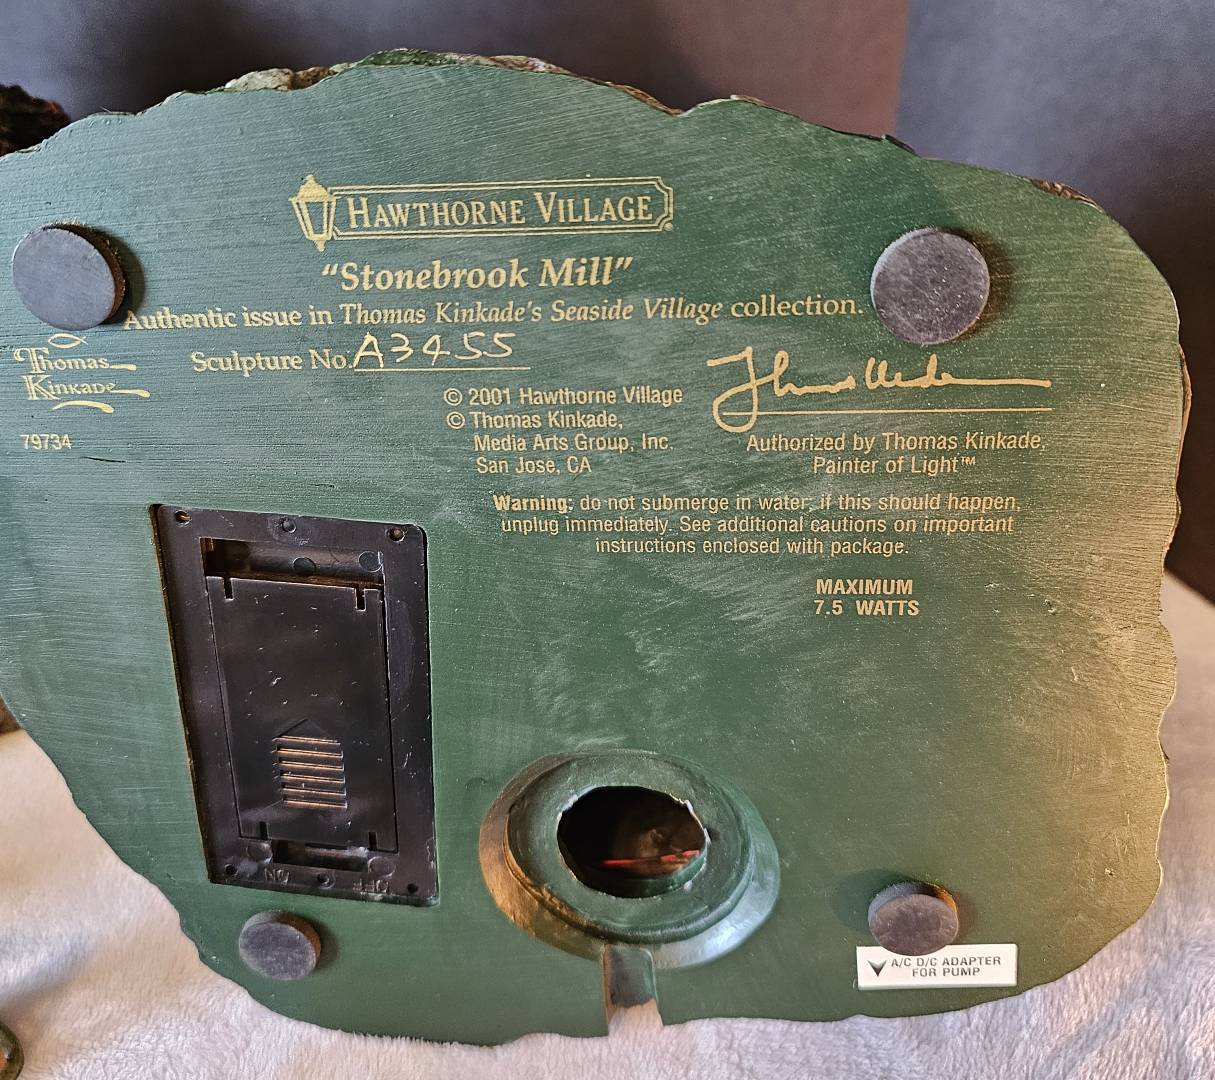 HAWTHORNE VILLAGE
"Stonebrook Mill"
Authentic issue in Thomas Kinkade's Seaside Village collection.
Thomas
Kinkade
79734
Sculpture No. A3455
© 2001 Hawthorne Village
© Thomas Kinkade,
Media Arts Group, Inc.
San Jose, CA
Authorized by Thomas Kinkade,
Painter of Light™
Warning: do not submerge in water; if this should happen,
unplug immediately. See additional cautions on important
instructions enclosed with package.
MAXIMUM
7.5 WATTS
ON OFF
A/C D/C ADAPTER
FOR PUMP